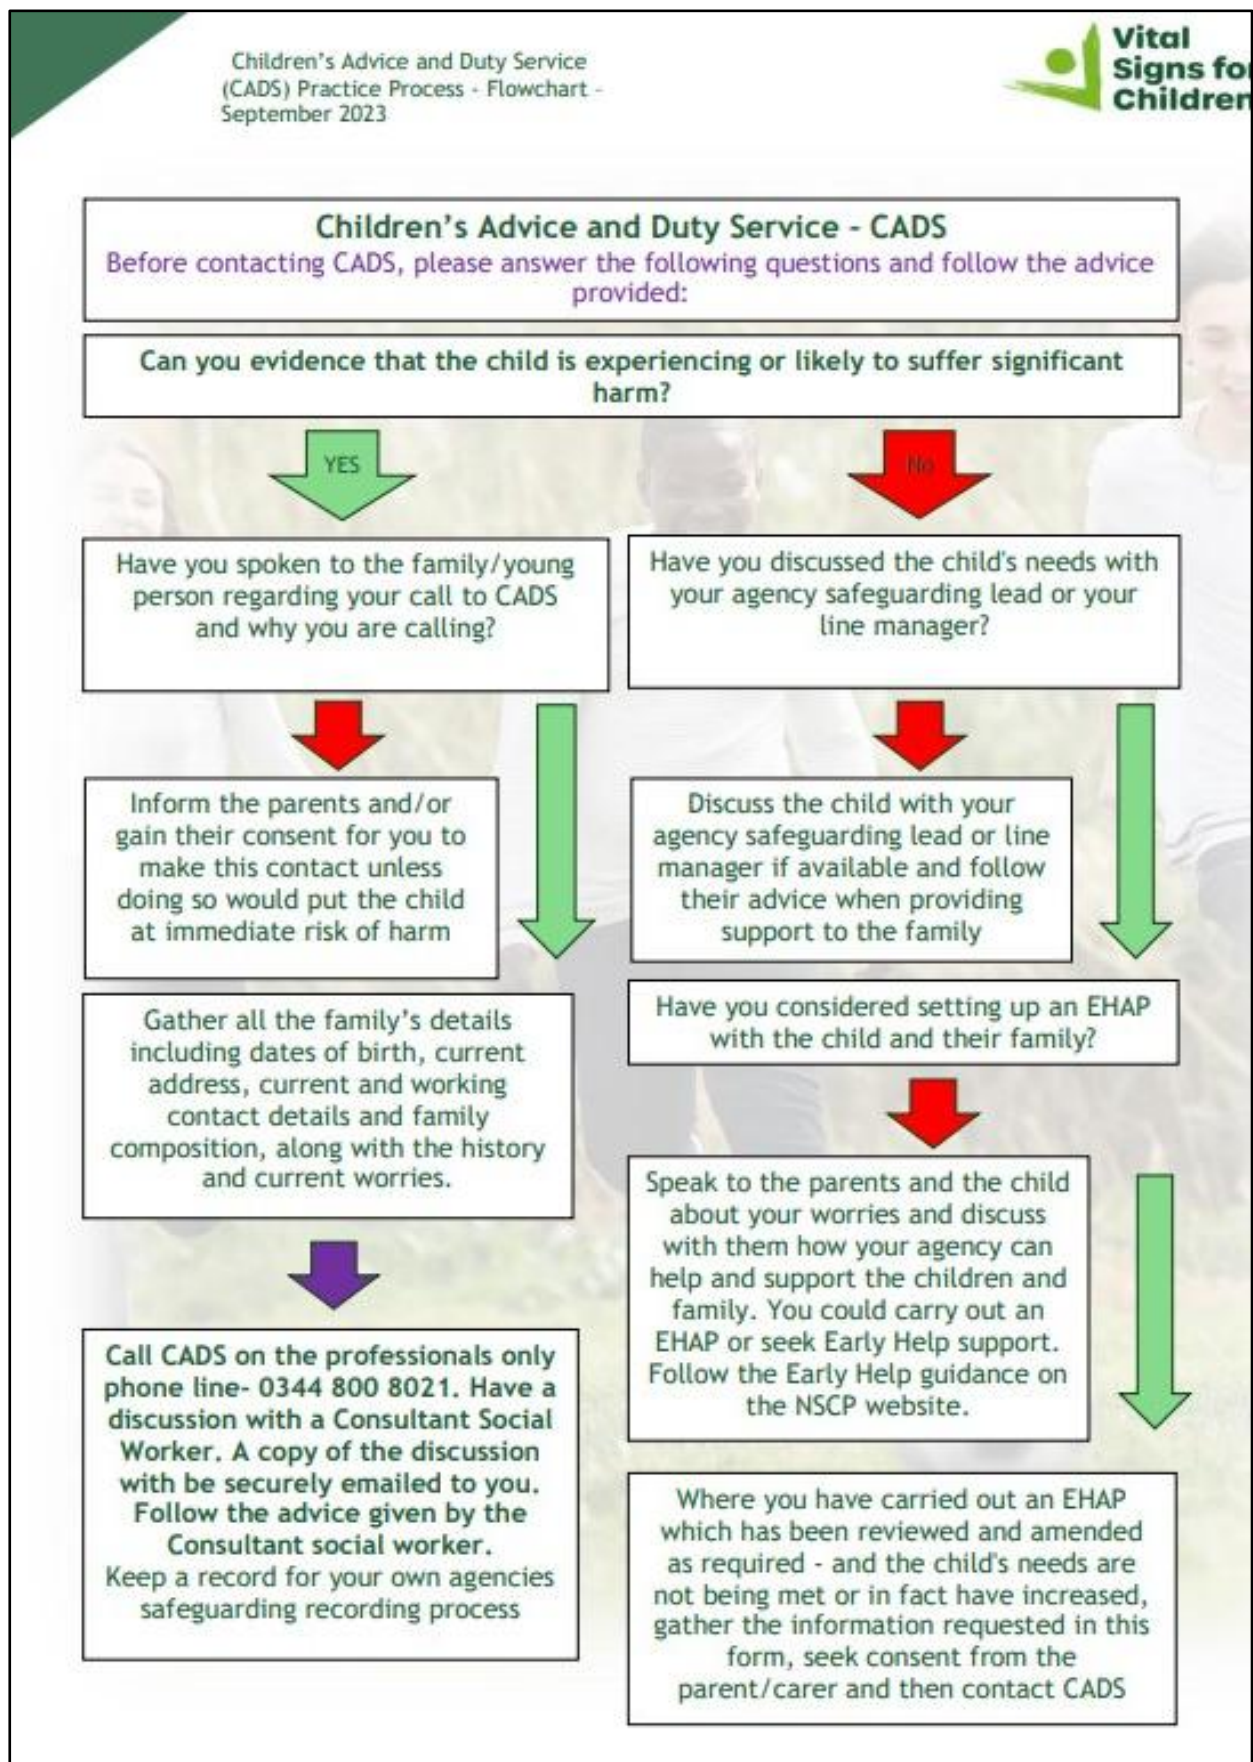 Children's Advice and Duty Service
(CADS) Practice Process - Flowchart -
September 2023
Vital
Signs for
Children
Children's Advice and Duty Service - CADS
Before contacting CADS, please answer the following questions and follow the advice
provided:
Can you evidence that the child is experiencing or likely to suffer significant
harm?
YES
No
Have you spoken to the family/young
person regarding your call to CADS
and why you are calling?
Have you discussed the child's needs with
your agency safeguarding lead or your
line manager?
Inform the parents and/or
gain their consent for you to
make this contact unless
doing so would put the child
at immediate risk of harm
Discuss the child with your
agency safeguarding lead or line
manager if available and follow
their advice when providing
support to the family
Gather all the family's details
including dates of birth, current
address, current and working
contact details and family
composition, along with the history
and current worries.
Have you considered setting up an EHAP
with the child and their family?
Speak to the parents and the child
about your worries and discuss
with them how your agency can
help and support the children and
family. You could carry out an
EHAP or seek Early Help support.
Follow the Early Help guidance on
the NSCP website.
Call CADS on the professionals only
phone line- 0344 800 8021. Have a
discussion with a Consultant Social
Worker. A copy of the discussion
with be securely emailed to you.
Follow the advice given by the
Consultant social worker.
Keep a record for your own agencies
safeguarding recording process
Where you have carried out an EHAP
which has been reviewed and amended
as required - and the child's needs are
not being met or in fact have increased,
gather the information requested in this
form, seek consent from the
parent/carer and then contact CADS